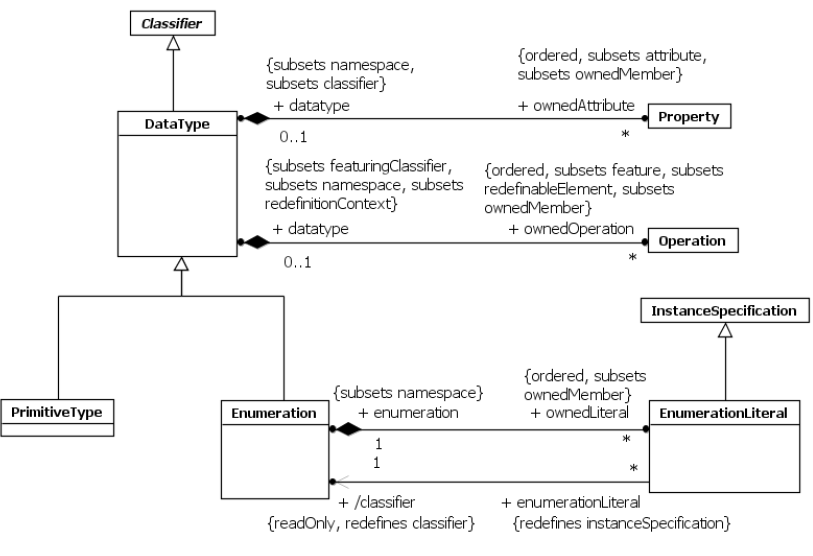 Classifier
{subsets namespace,
subsets classifier}
{ordered, subsets attribute,
subsets ownedMember}
+ datatype
+ ownedAttribute
DataType
Property
0..1
*
{subsets featuringClassifier,
subsets namespace, subsets
redefinitionContext}
{ordered, subsets feature, subsets
redefinableElement, subsets
ownedMember}
+ datatype
+ ownedOperation
Operation
0..1
*
InstanceSpecification
{subsets namespace}
{ordered, subsets
ownedMember}
+ enumeration
+ ownedLiteral
PrimitiveType
Enumeration
EnumerationLiteral
1
*
1
*
+ /classifier
+ enumerationLiteral
{readOnly, redefines classifier}
{redefines instanceSpecification}